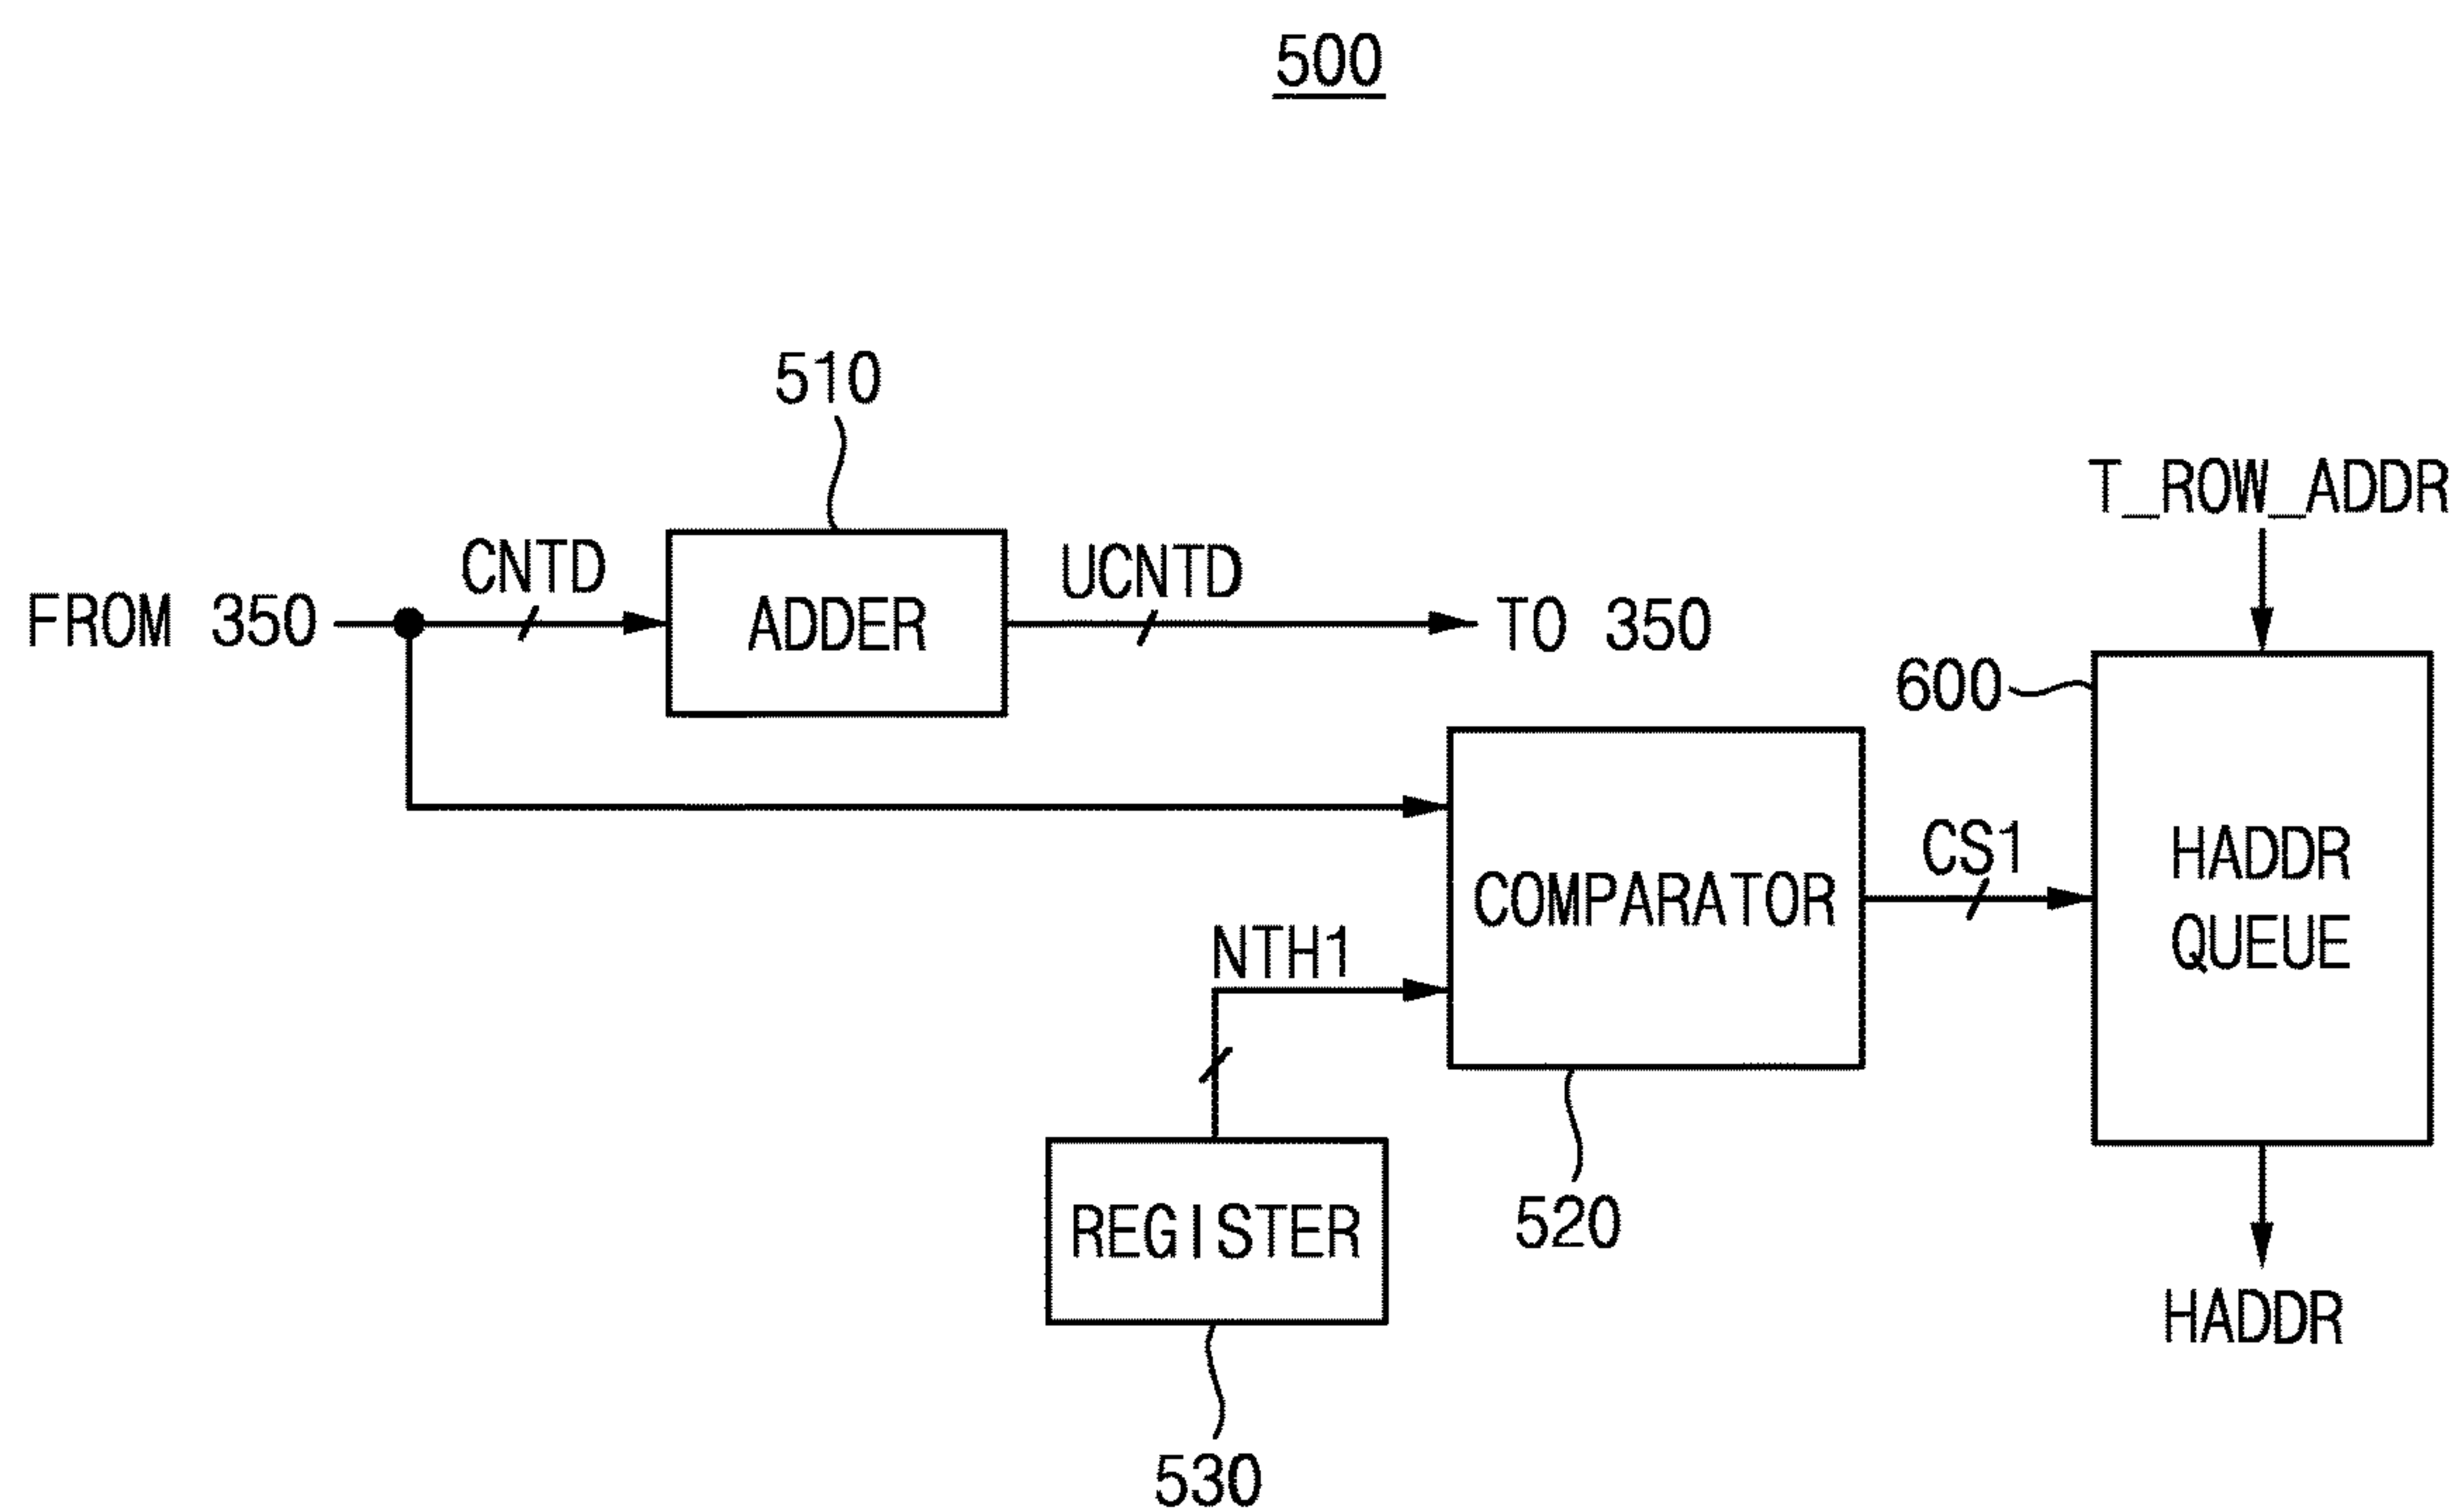 500
510
T_ROW_ADDR
CNTD
UCNTD
FROM 350
ADDER
TO 350
600
CS1
HADDR
QUEUE
COMPARATOR
NTH1
REGISTER
520
HADDR
530